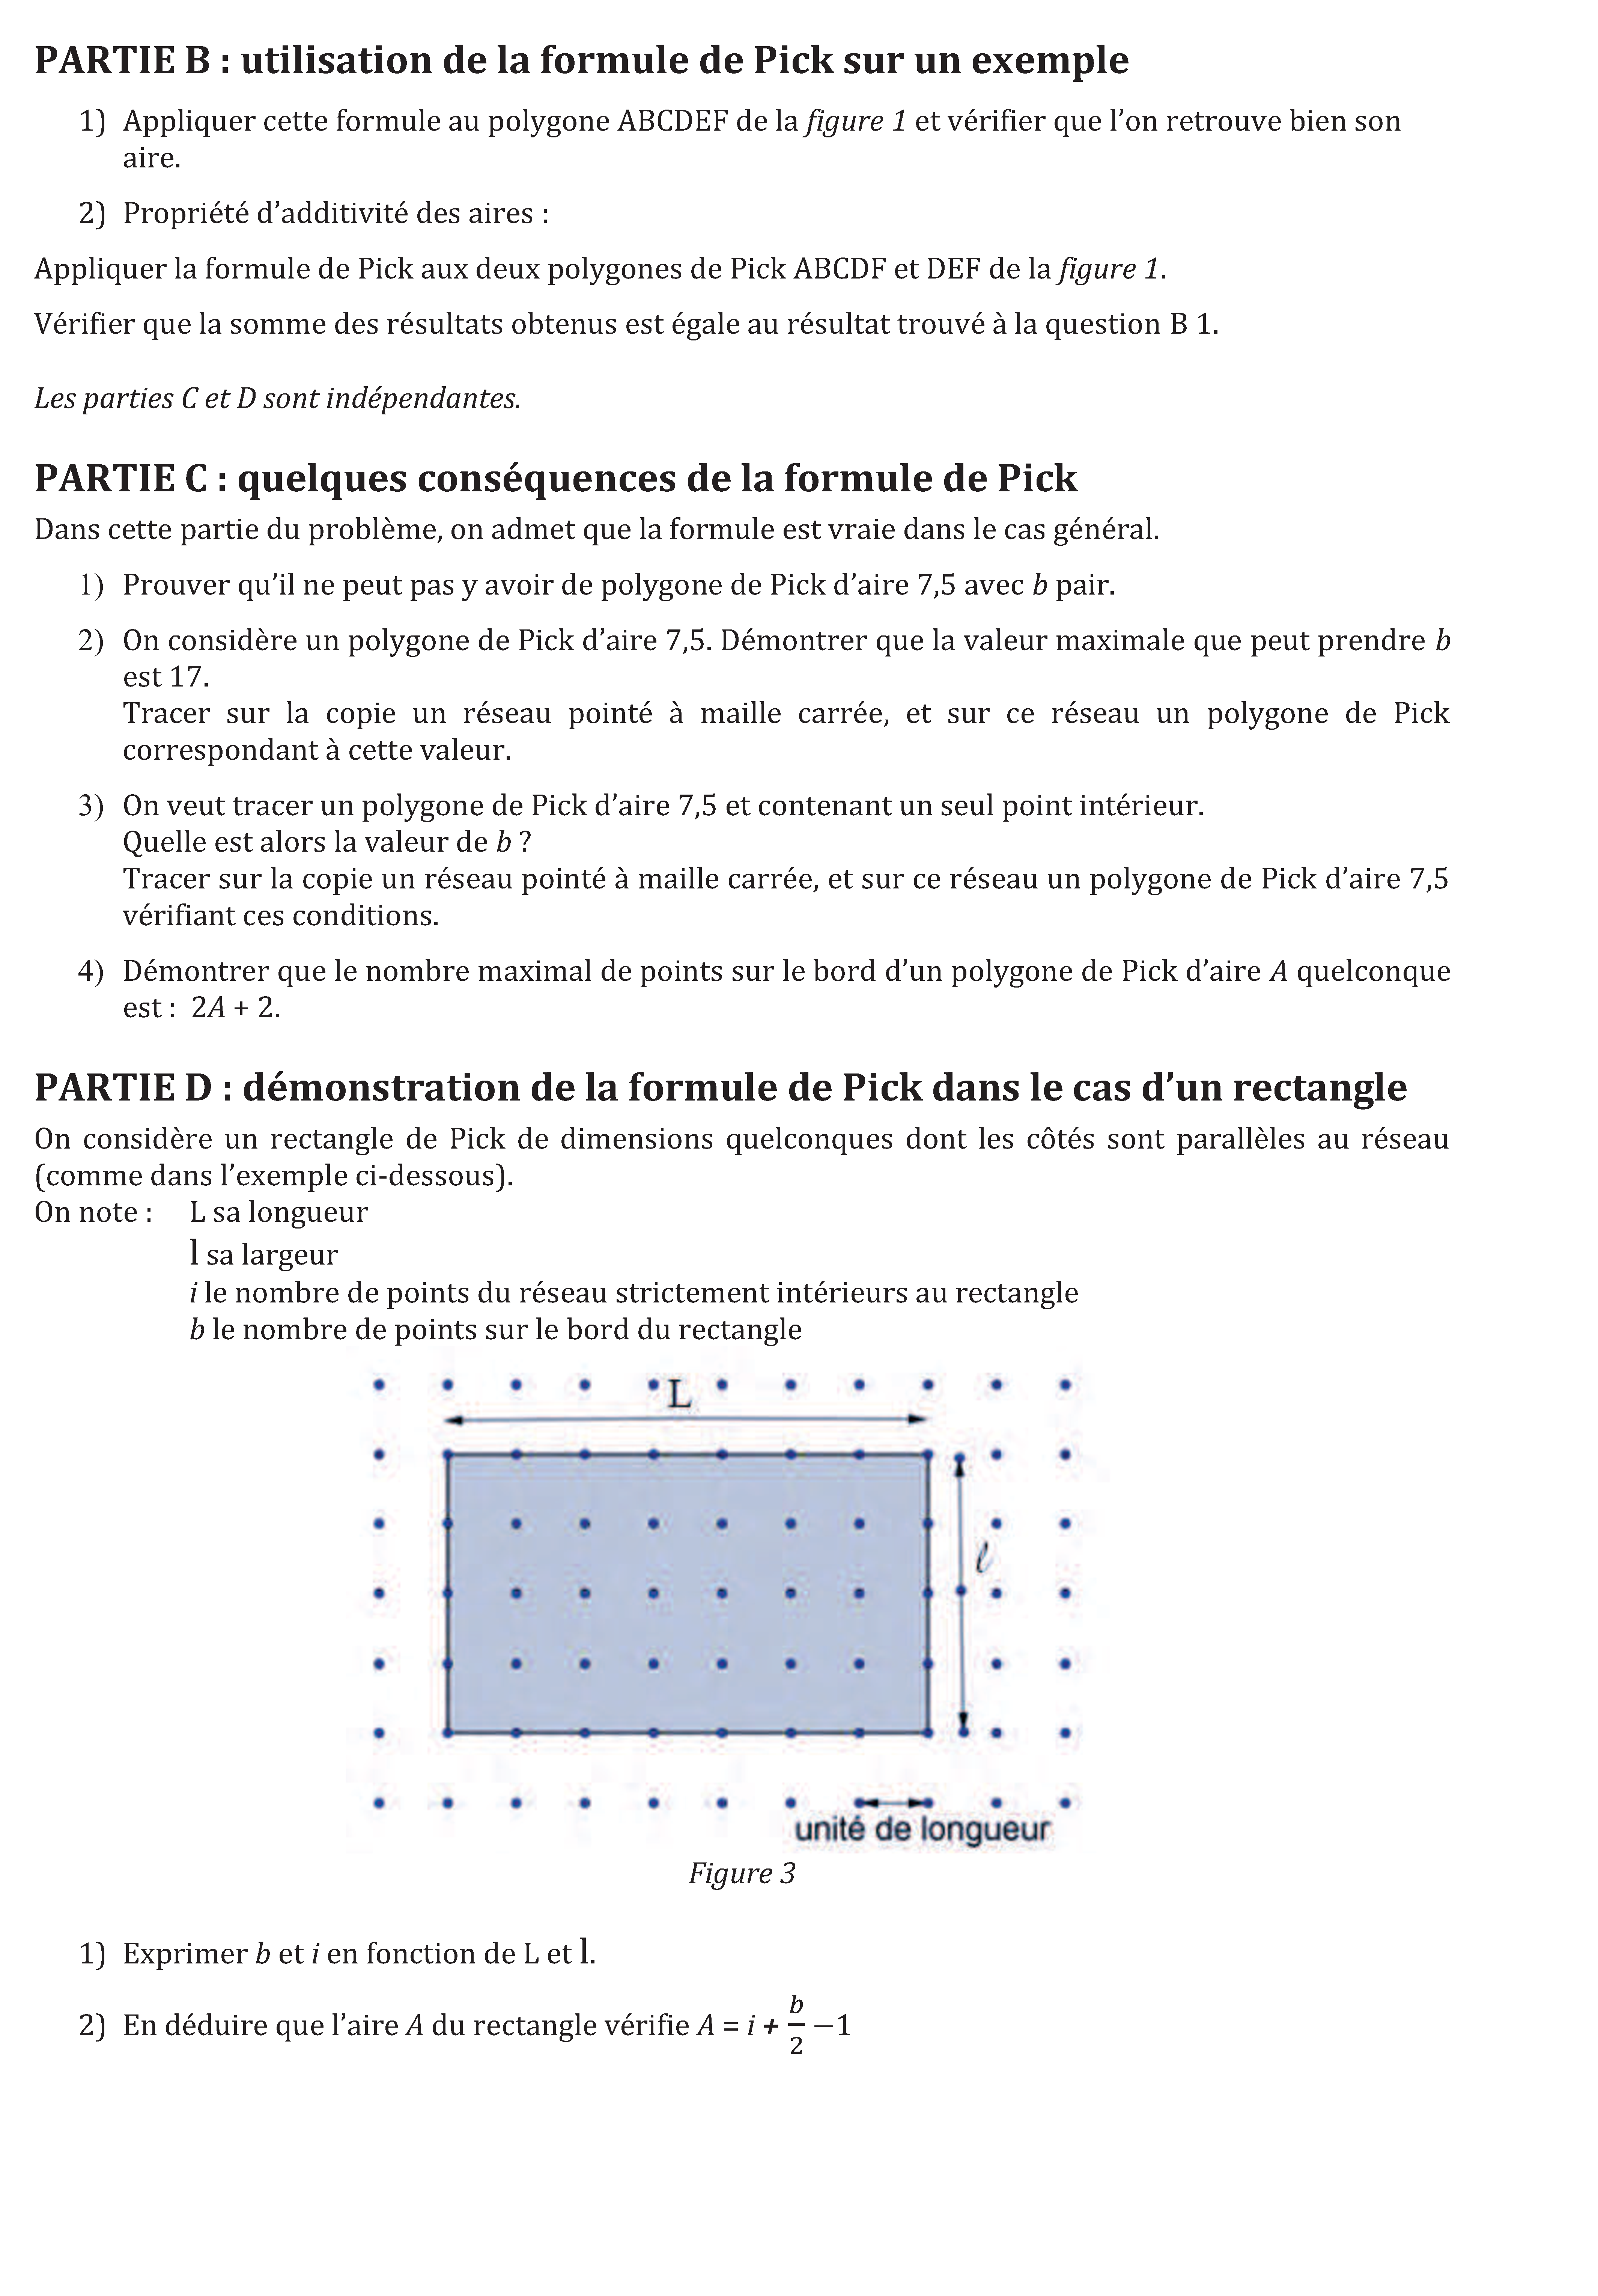 PARTIE B : utilisation de la formule de Pick sur un exemple
1) Appliquer cette formule au polygone ABCDEF de la figure 1 et vérifier que l’on retrouve bien son
aire.
2) Propriété d’additivité des aires :
Appliquer la formule de Pick aux deux polygones de Pick ABCDF et DEF de la figure 1.
Vérifier que la somme des résultats obtenus est égale au résultat trouvé à la question B 1.
Les parties C et D sont indépendantes.
PARTIE C : quelques conséquences de la formule de Pick
Dans cette partie du problème, on admet que la formule est vraie dans le cas général.
1) Prouver qu’il ne peut pas y avoir de polygone de Pick d’aire 7,5 avec b pair.
2) On considère un polygone de Pick d’aire 7,5. Démontrer que la valeur maximale que peut prendre b
est 17.
Tracer sur la copie un réseau pointé à maille carrée, et sur ce réseau un polygone de Pick
correspondant à cette valeur.
3) On veut tracer un polygone de Pick d’aire 7,5 et contenant un seul point intérieur.
Quelle est alors la valeur de b ?
Tracer sur la copie un réseau pointé à maille carrée, et sur ce réseau un polygone de Pick d’aire 7,5
vérifiant ces conditions.
4) Démontrer que le nombre maximal de points sur le bord d’un polygone de Pick d’aire A quelconque
est : 2A + 2.
PARTIE D : démonstration de la formule de Pick dans le cas d’un rectangle
On considère un rectangle de Pick de dimensions quelconques dont les côtés sont parallèles au réseau
(comme dans l’exemple ci-dessous).
On note : L sa longueur
l sa largeur
i le nombre de points du réseau strictement intérieurs au rectangle
b le nombre de points sur le bord du rectangle
L
ℓ
unité de longueur
Figure 3
1) Exprimer b et i en fonction de L et l.
2) En déduire que l’aire A du rectangle vérifie A = i + b/2 −1